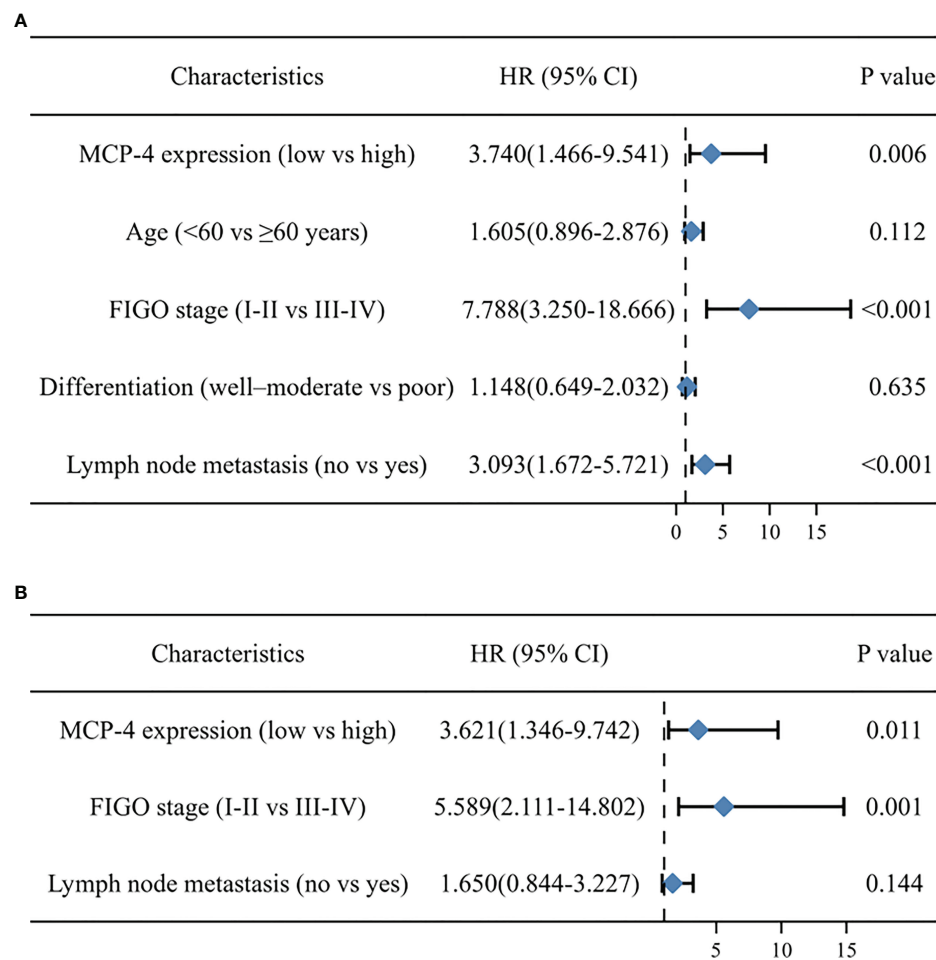 A
Characteristics HR (95% CI) P value
MCP-4 expression (low vs high) 3.740(1.466-9.541) 0.006
Age (<60 vs ≥60 years) 1.605(0.896-2.876) 0.112
FIGO stage (I-II vs III-IV) 7.788(3.250-18.666) <0.001
Differentiation (well–moderate vs poor) 1.148(0.649-2.032) 0.635
Lymph node metastasis (no vs yes) 3.093(1.672-5.721) <0.001
0 5 10 15
B
Characteristics HR (95% CI) P value
MCP-4 expression (low vs high) 3.621(1.346-9.742) 0.011
FIGO stage (I-II vs III-IV) 5.589(2.111-14.802) 0.001
Lymph node metastasis (no vs yes) 1.650(0.844-3.227) 0.144
5 10 15